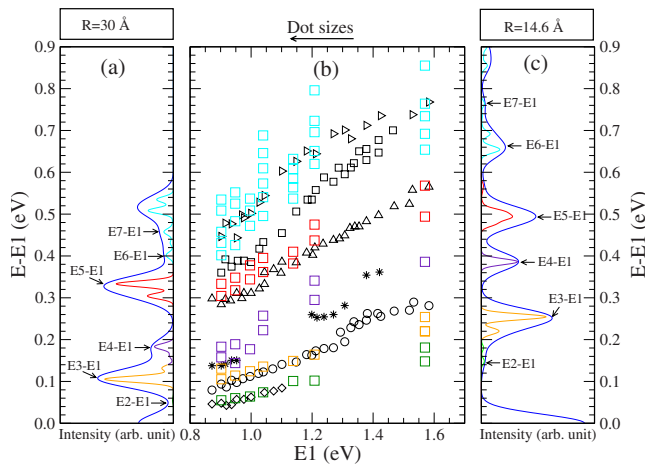 R=30 Å
Dot sizes
R=14.6 Å
0.9
0.8
0.7
0.6
0.5
0.4
0.3
0.2
0.1
0.0
E-E1 (eV)
(a)
E7-E1
E6-E1
E5-E1
E4-E1
E3-E1
E2-E1
Intensity (arb. unit)
(b)
0.8
1.0
1.2
1.4
1.6
E1 (eV)
(c)
E7-E1
E6-E1
E5-E1
E4-E1
E3-E1
E2-E1
Intensity (arb. unit)
0.9
0.8
0.7
0.6
0.5
0.4
0.3
0.2
0.1
0.0
E-E1 (eV)